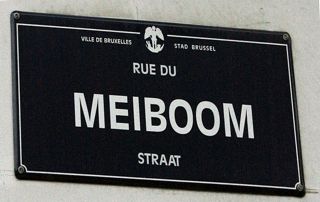 VILLE DE BRUXELLES STAD BRUSSEL
RUE DU
MEIBOOM
STRAAT